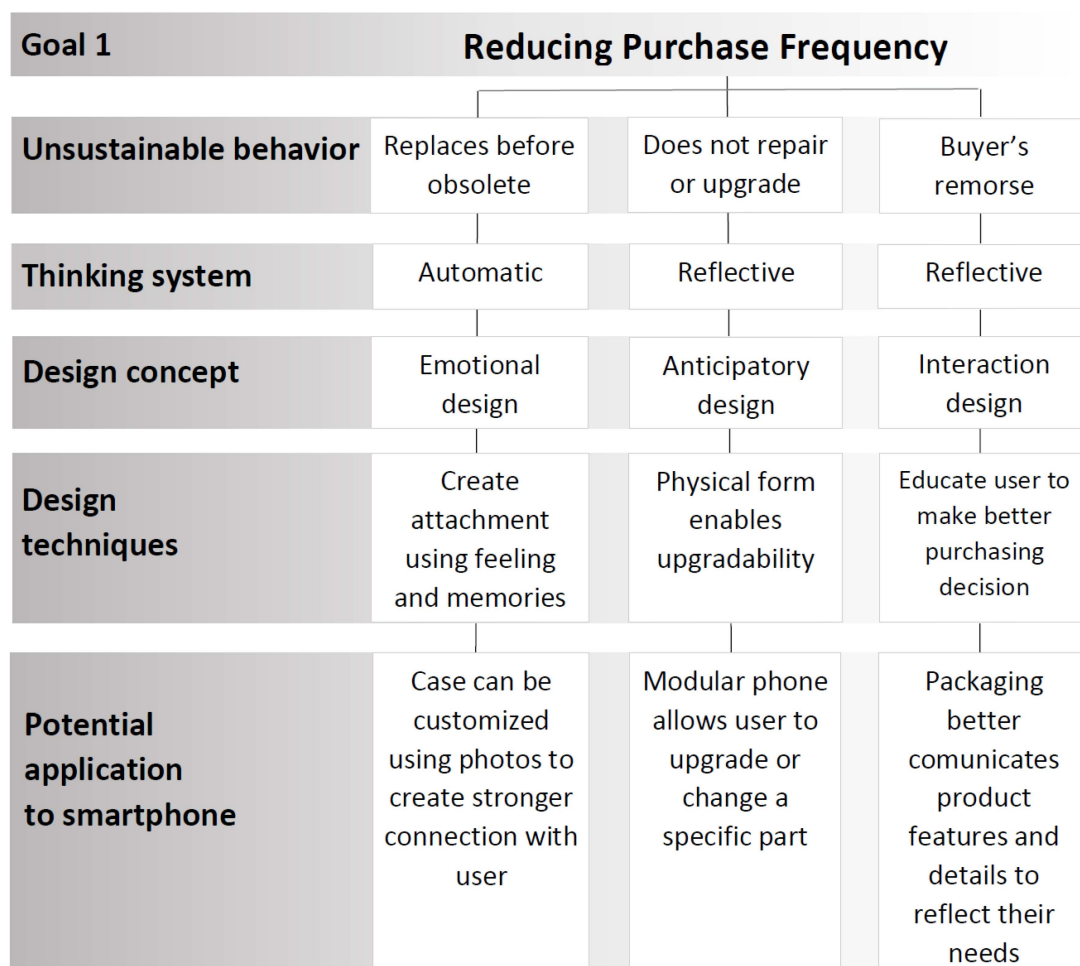 Goal 1
Reducing Purchase Frequency
Unsustainable behavior
Replaces before
obsolete
Does not repair
or upgrade
Buyer's
remorse
Thinking system
Automatic
Reflective
Reflective
Design concept
Emotional
design
Anticipatory
design
Interaction
design
Design
techniques
Create
attachment
using feeling
and memories
Physical form
enables
upgradability
Educate user to
make better
purchasing
decision
Potential
application
to smartphone
Case can be
customized
using photos to
create stronger
connection with
user
Modular phone
allows user to
upgrade or
change a
specific part
Packaging
better
comunicates
product
features and
details to
reflect their
needs